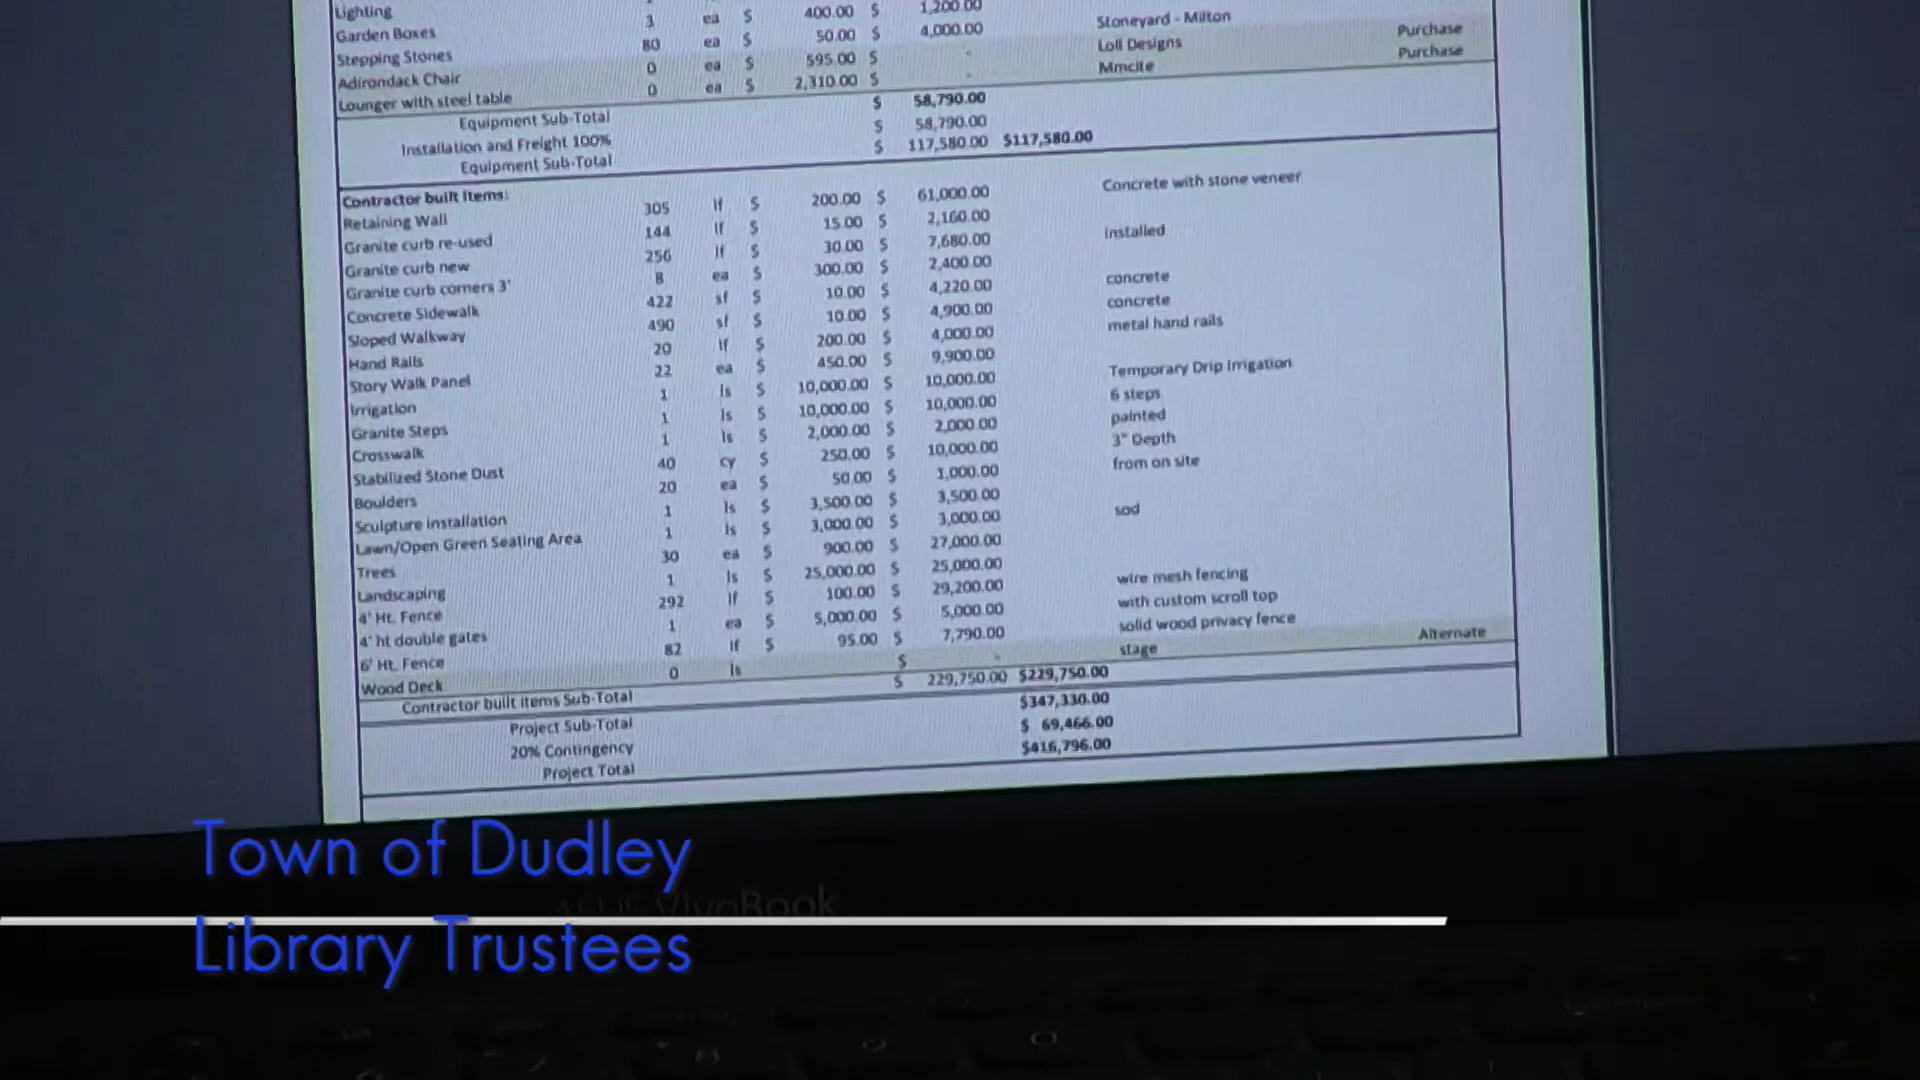 Lighting
Garden Boxes 3 ea $ 400.00 $ 1,200.00
Stepping Stones 80 ea $ 50.00 $ 4,000.00 Stoneyard - Milton
Adirondack Chair 0 ea $ 595.00 $ - Loll Designs Purchase
Lounger with steel table 0 ea $ 2,310.00 $ - Mmcite Purchase
Equipment Sub-Total $ 58,790.00
Installation and Freight 100% $ 58,790.00
Equipment Sub-Total $ 117,580.00 $117,580.00
Contractor built items:
Retaining Wall 305 lf $ 200.00 $ 61,000.00 Concrete with stone veneer
Granite curb re-used 144 lf $ 15.00 $ 2,160.00
Granite curb new 256 lf $ 30.00 $ 7,680.00 installed
Granite curb corners 3' 8 ea $ 300.00 $ 2,400.00
Concrete Sidewalk 422 sf $ 10.00 $ 4,220.00 concrete
Sloped Walkway 490 sf $ 10.00 $ 4,900.00 concrete
Hand Rails 20 lf $ 200.00 $ 4,000.00 metal hand rails
Story Walk Panel 22 ea $ 450.00 $ 9,900.00
Irrigation 1 ls $ 10,000.00 $ 10,000.00 Temporary Drip Irrigation
Granite Steps 1 ls $ 10,000.00 $ 10,000.00 6 steps
Crosswalk 1 ls $ 2,000.00 $ 2,000.00 painted
Stabilized Stone Dust 40 cy $ 250.00 $ 10,000.00 3" Depth
Boulders 20 ea $ 50.00 $ 1,000.00 from on site
Sculpture installation 1 ls $ 3,500.00 $ 3,500.00
Lawn/Open Green Seating Area 1 ls $ 3,000.00 $ 3,000.00 sod
Trees 30 ea $ 900.00 $ 27,000.00
Landscaping 1 ls $ 25,000.00 $ 25,000.00
4' Ht. Fence 292 lf $ 100.00 $ 29,200.00 wire mesh fencing
4' ht double gates 1 ea $ 5,000.00 $ 5,000.00 with custom scroll top
6' Ht. Fence 82 lf $ 95.00 $ 7,790.00 solid wood privacy fence
Wood Deck 0 ls $ - stage Alternate
Contractor built items Sub-Total $ 229,750.00 $229,750.00
Project Sub-Total $347,330.00
20% Contingency $ 69,466.00
Project Total $416,796.00
Town of Dudley
VivoBook
Library Trustees